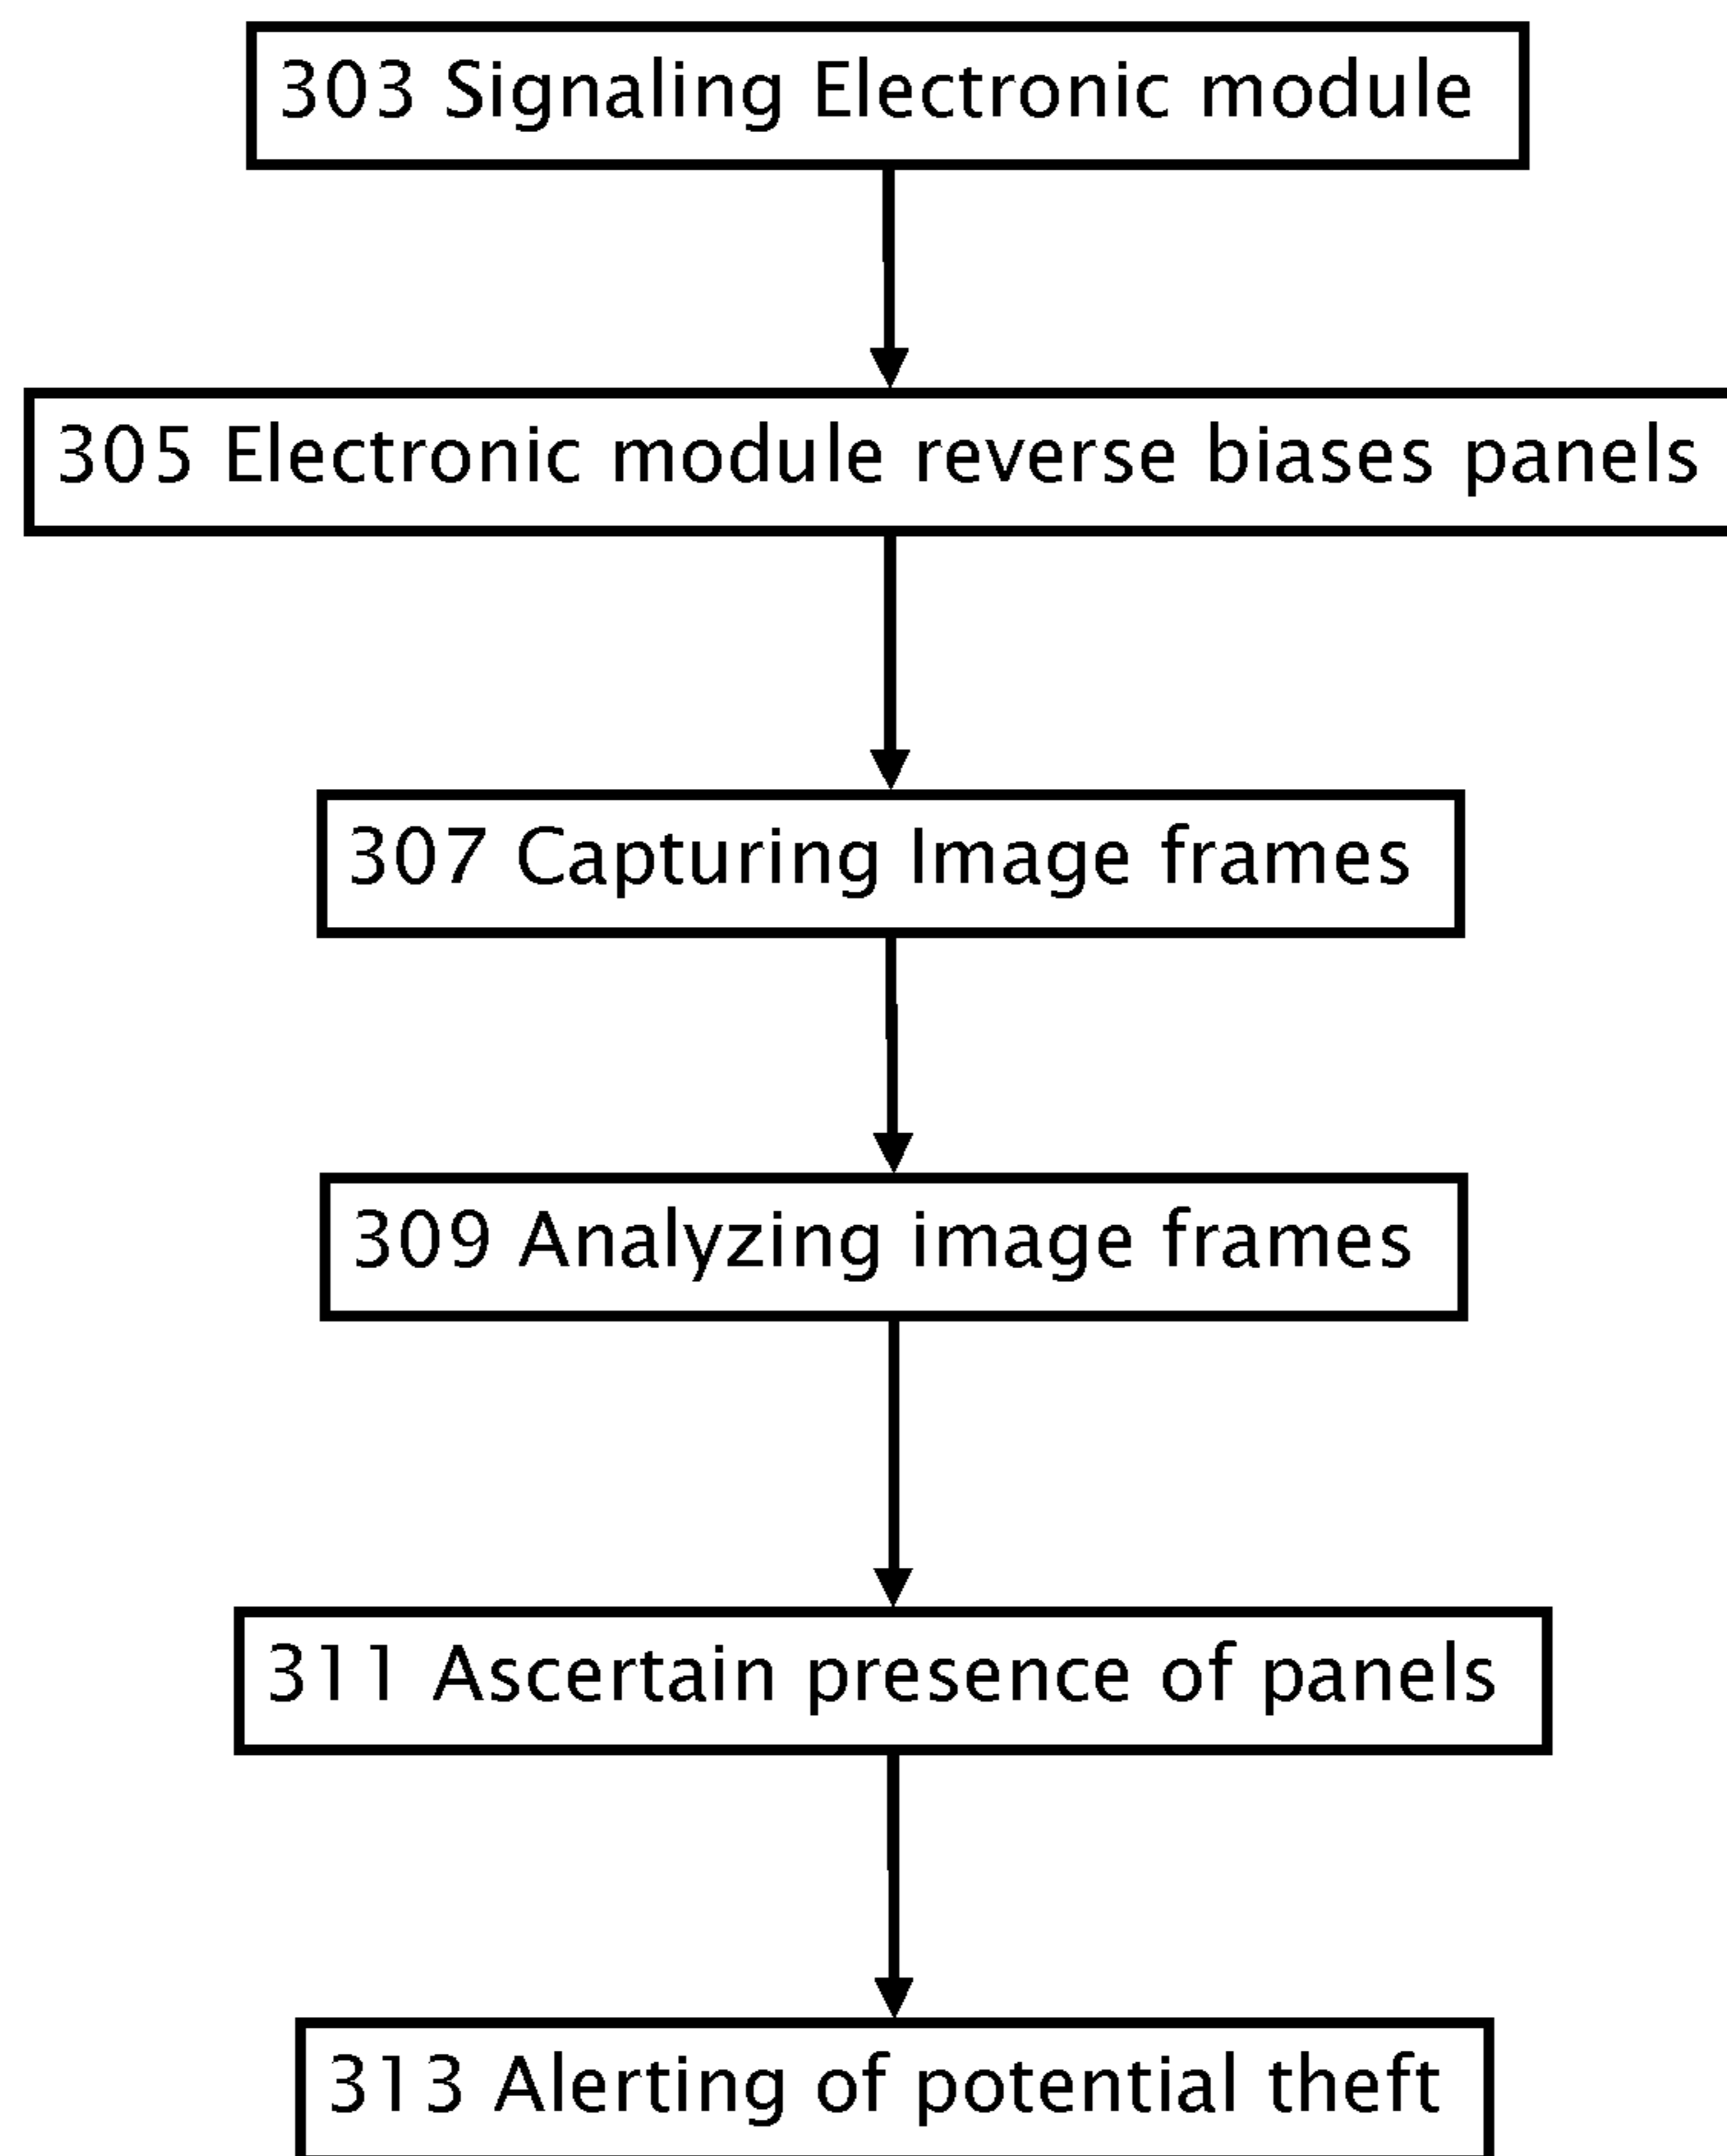 303 Signaling Electronic module
305 Electronic module reverse biases panels
307 Capturing Image frames
309 Analyzing image frames
311 Ascertain presence of panels
313 Alerting of potential theft